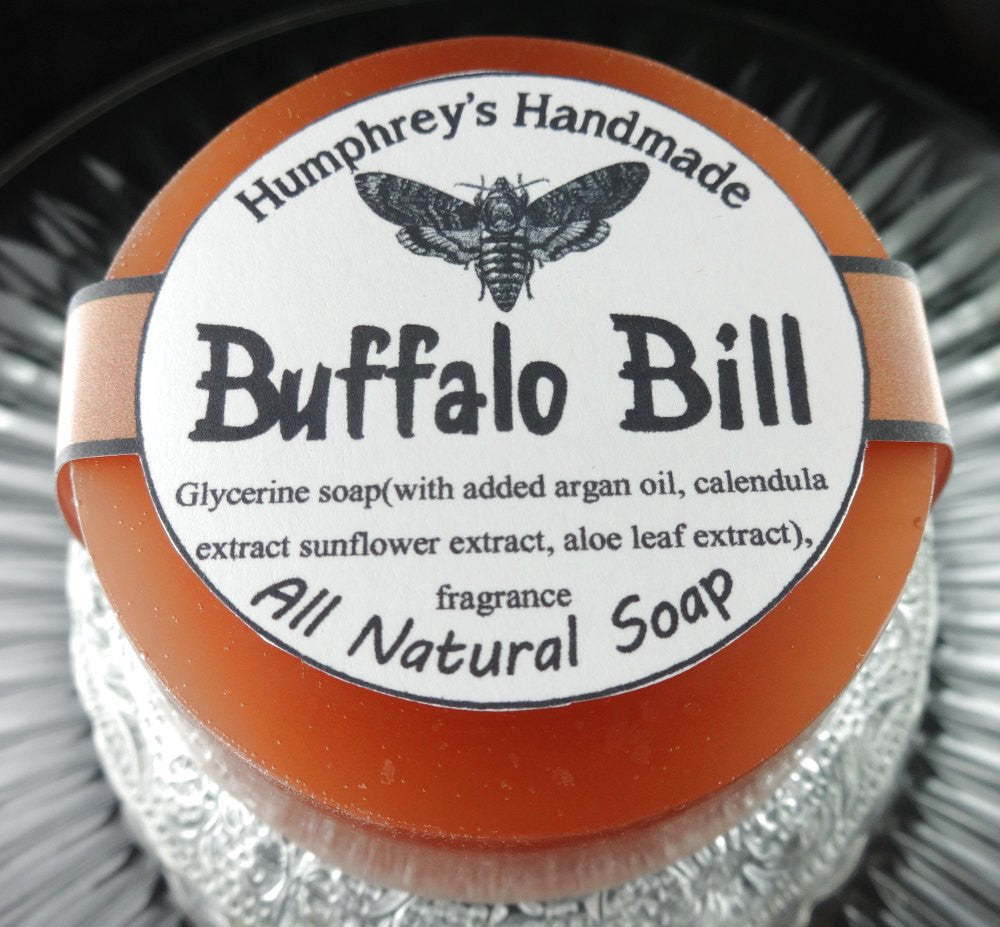 Humphrey's Handmade
Buffalo Bill
Glycerine soap(with added argan oil, calendula
extract sunflower extract, aloe leaf extract),
fragrance
All Natural Soap